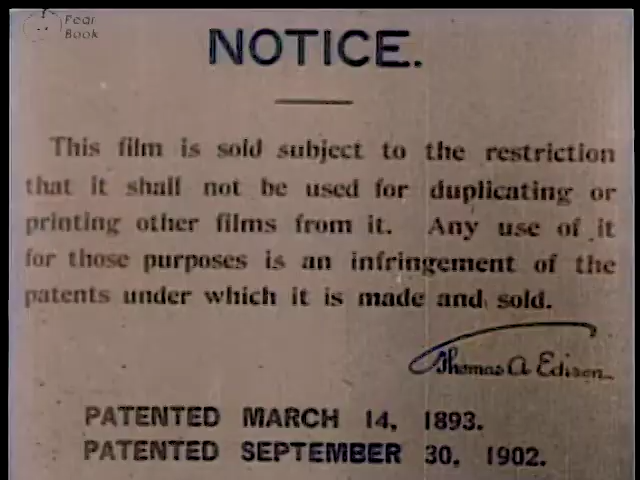 Pear
Book
NOTICE.
This film is sold subject to the restriction
that it shall not be used for duplicating or
printing other films from it. Any use of it
for those purposes is an infringement of the
patents under which it is made and sold.
Thomas A Edison
PATENTED MARCH 14, 1893.
PATENTED SEPTEMBER 30, 1902.